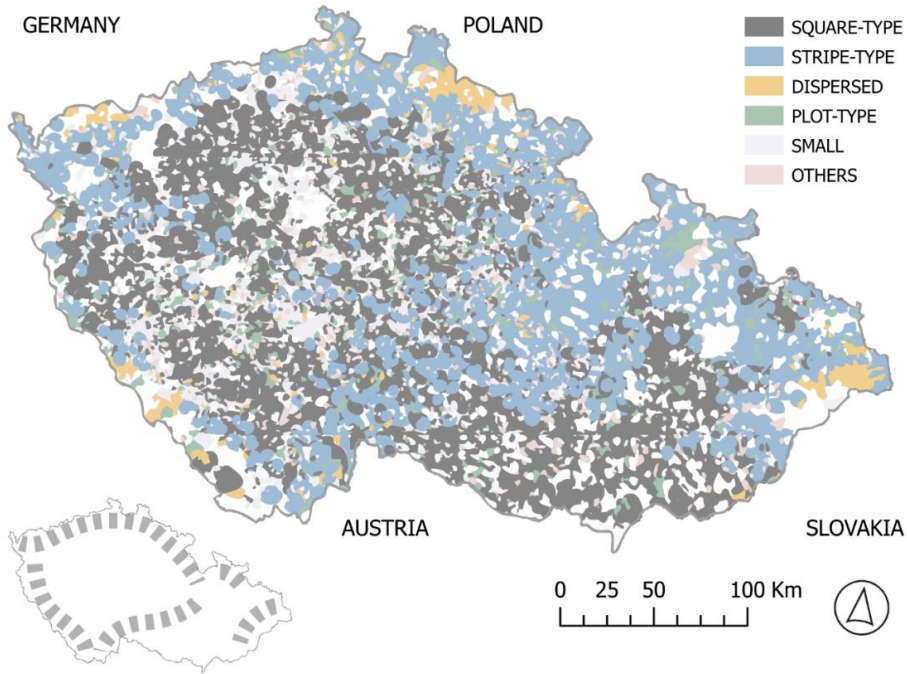 GERMANY
POLAND
SQUARE-TYPE
STRIPE-TYPE
DISPERSED
PLOT-TYPE
SMALL
OTHERS
AUSTRIA
SLOVAKIA
0 25 50 100 Km